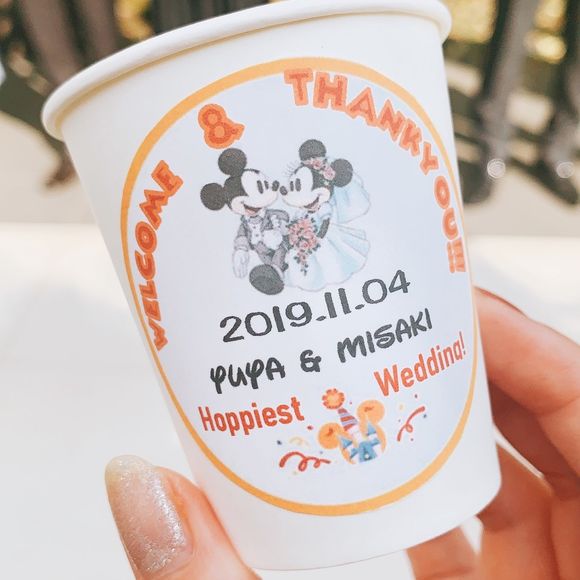 WELCOME & THANKYOU!!!
2019.11.04
YUYA & MISAKI
Hoppiest Wedding!